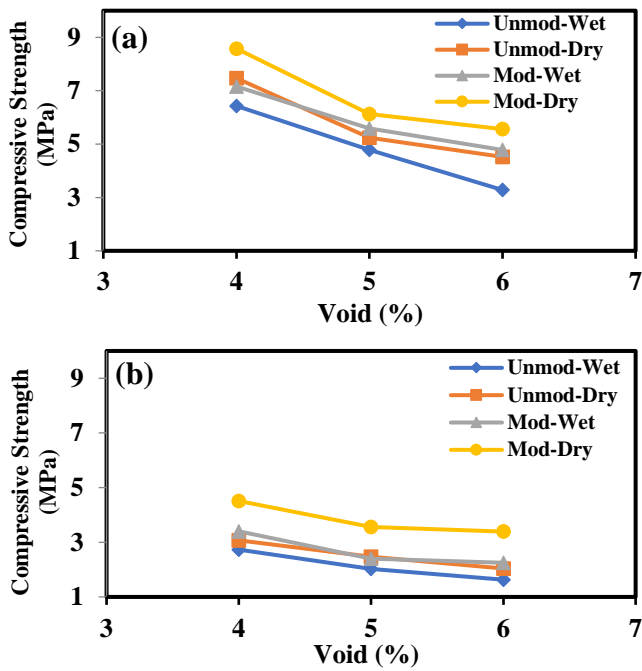 (a)
Unmod-Wet
Unmod-Dry
Mod-Wet
Mod-Dry
Compressive Strength
(MPa)
9
7
5
3
1
3 4 5 6 7
Void (%)
(b)
Unmod-Wet
Unmod-Dry
Mod-Wet
Mod-Dry
Compressive Strength
(MPa)
9
7
5
3
1
3 4 5 6 7
Void (%)